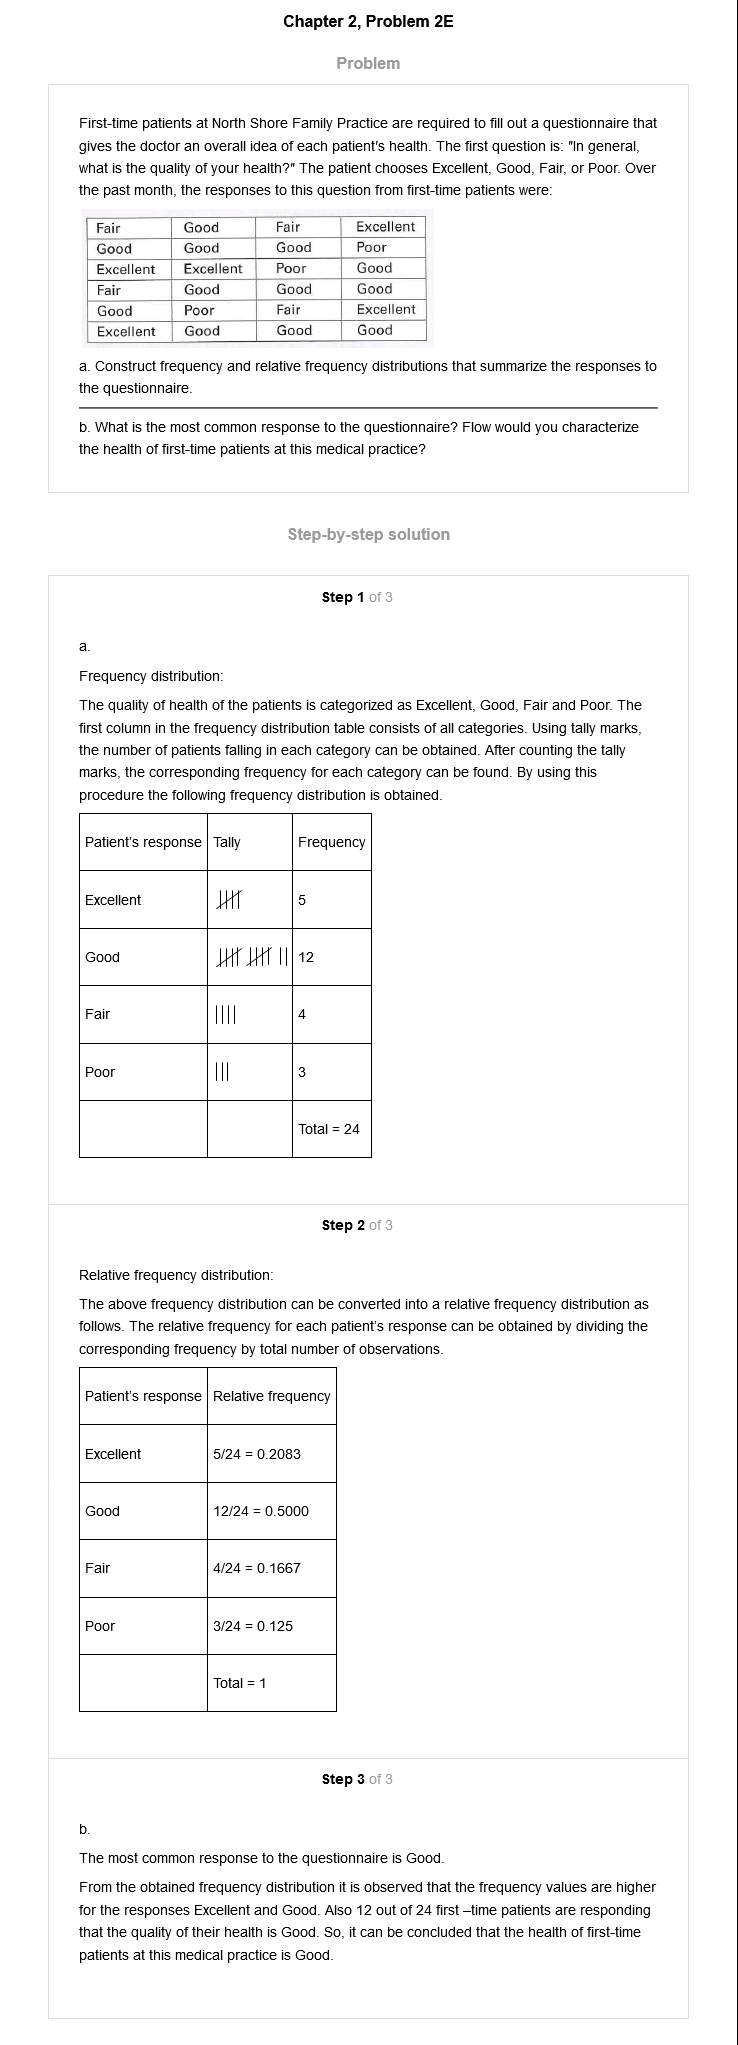 Chapter 2, Problem 2E
Problem
First-time patients at North Shore Family Practice are required to fill out a questionnaire that
gives the doctor an overall idea of each patient's health. The first question is: "In general,
what is the quality of your health?" The patient chooses Excellent, Good, Fair, or Poor. Over
the past month, the responses to this question from first-time patients were:
Fair Good Fair Excellent
Good Good Good Poor
Excellent Excellent Poor Good
Fair Good Good Good
Good Poor Fair Excellent
Excellent Good Good Good
a. Construct frequency and relative frequency distributions that summarize the responses to
the questionnaire.
b. What is the most common response to the questionnaire? Flow would you characterize
the health of first-time patients at this medical practice?
Step-by-step solution
Step 1 of 3
a.
Frequency distribution:
The quality of health of the patients is categorized as Excellent, Good, Fair and Poor. The
first column in the frequency distribution table consists of all categories. Using tally marks,
the number of patients falling in each category can be obtained. After counting the tally
marks, the corresponding frequency for each category can be found. By using this
procedure the following frequency distribution is obtained.
Patient's response Tally Frequency
Excellent 5
Good 12
Fair 4
Poor 3
Total = 24
Step 2 of 3
Relative frequency distribution:
The above frequency distribution can be converted into a relative frequency distribution as
follows. The relative frequency for each patient's response can be obtained by dividing the
corresponding frequency by total number of observations.
Patient's response Relative frequency
Excellent 5/24 = 0.2083
Good 12/24 = 0.5000
Fair 4/24 = 0.1667
Poor 3/24 = 0.125
Total = 1
Step 3 of 3
b.
The most common response to the questionnaire is Good.
From the obtained frequency distribution it is observed that the frequency values are higher
for the responses Excellent and Good. Also 12 out of 24 first –time patients are responding
that the quality of their health is Good. So, it can be concluded that the health of first-time
patients at this medical practice is Good.